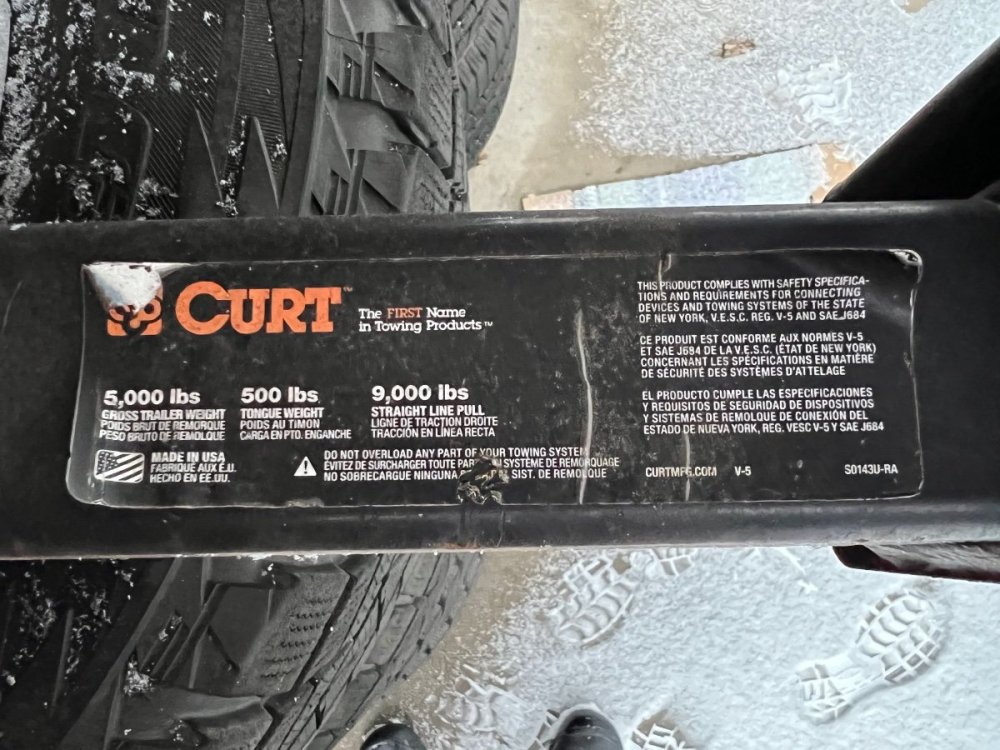 CURT™
The FIRST Name
in Towing Products™
5,000 lbs
GROSS TRAILER WEIGHT
POIDS BRUT DE REMORQUE
PESO BRUTO DE REMOLQUE
500 lbs
TONGUE WEIGHT
POIDS AU TIMON
CARGA EN PTO. ENGANCHE
9,000 lbs
STRAIGHT LINE PULL
LIGNE DE TRACTION DROITE
TRACCIÓN EN LÍNEA RECTA
MADE IN USA
FABRIQUÉ AUX É.U.
HECHO EN EE.UU.
DO NOT OVERLOAD ANY PART OF YOUR TOWING SYSTEM
ÉVITEZ DE SURCHARGER TOUTE SYSTÈME DE REMORQUAGE
NO SOBRECARGUE NINGUNA SIST. DE REMOLQUE
THIS PRODUCT COMPLIES WITH SAFETY SPECIFICA-
TIONS AND REQUIREMENTS FOR CONNECTING
DEVICES AND TOWING SYSTEMS OF THE STATE
OF NEW YORK, V.E.S.C. REG. V-5 AND SAE J684
CE PRODUIT EST CONFORME AUX NORMES V-5
ET SAE J684 DE LA V.E.S.C. (ÉTAT DE NEW YORK)
CONCERNANT LES SPÉCIFICATIONS EN MATIÈRE
DE SÉCURITÉ DES SYSTÈMES D'ATTELAGE
EL PRODUCTO CUMPLE LAS ESPECIFICACIONES
Y REQUISITOS DE SEGURIDAD DE DISPOSITIVOS
Y SISTEMAS DE REMOLQUE DE CONEXIÓN DEL
ESTADO DE NUEVA YORK, REG. VESC V-5 Y SAE J684
CURTMFG.COM V-5 S0143U-RA